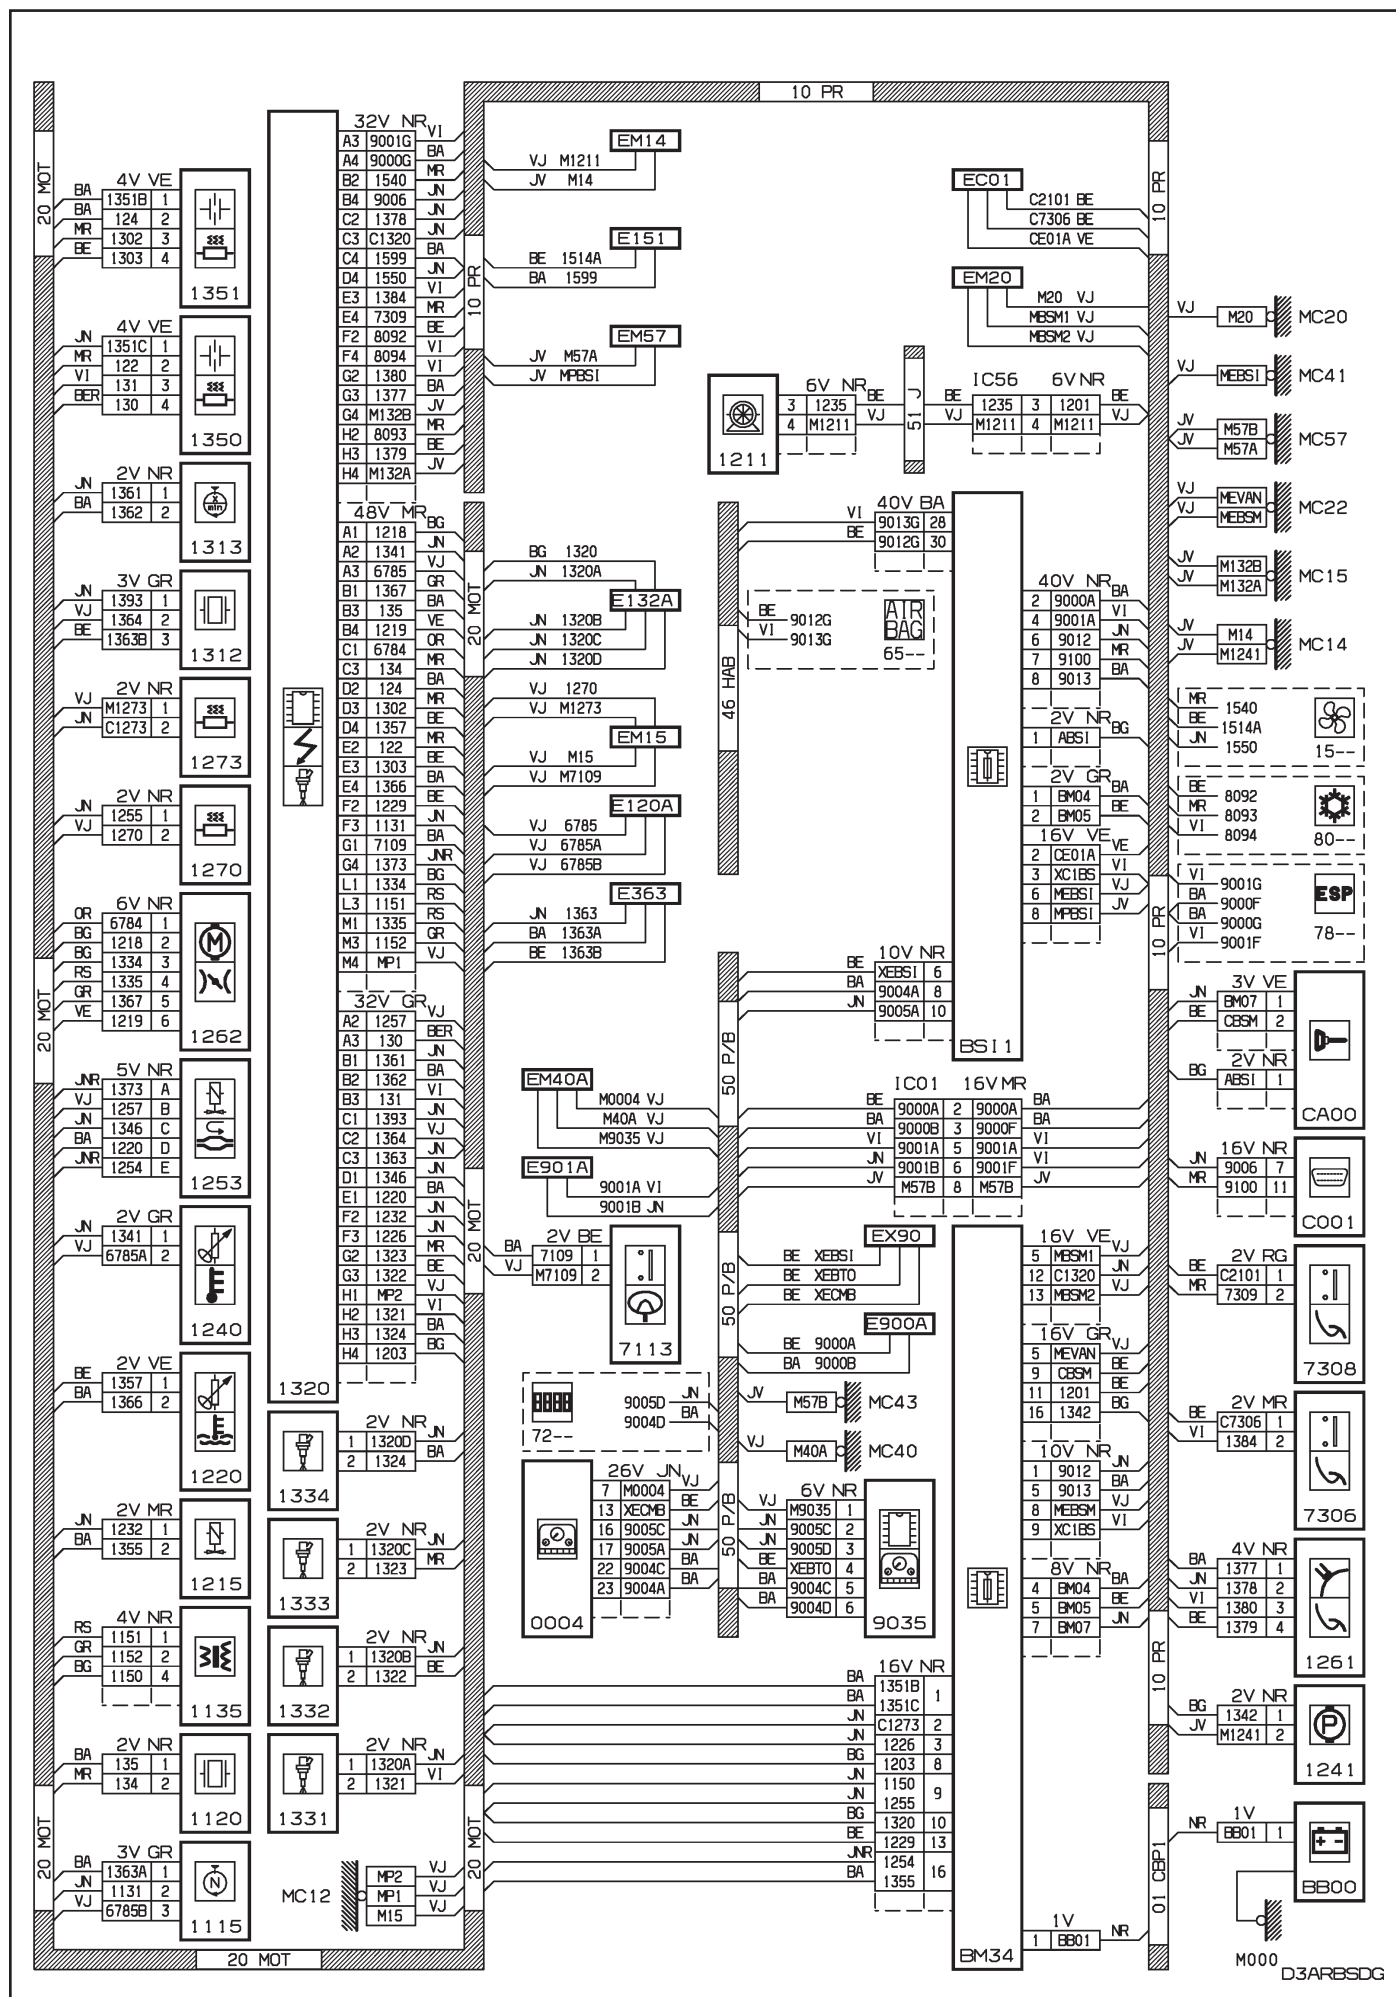 10 PR
20 MOT
4V VE
BA 1351B 1
BA 124 2
MR 1302 3
BE 1303 4
1351
4V VE
JN 1351C 1
MR 122 2
VI 131 3
BER 130 4
1350
2V NR
JN 1361 1
BA 1362 2
1313
3V GR
JN 1393 1
VJ 1364 2
BE 1363B 3
1312
2V NR
VJ M1273 1
JN C1273 2
1273
2V NR
JN 1255 1
VJ 1270 2
1270
6V NR
OR 6784 1
BG 1218 2
BG 1334 3
RS 1335 4
GR 1367 5
VE 1219 6
1262
20 MOT
5V NR
JNR 1373 A
VJ 1257 B
JN 1346 C
BA 1220 D
JNR 1254 E
1253
2V GR
JN 1341 1
VJ 6785A 2
1240
2V VE
BE 1357 1
BA 1366 2
1220
2V MR
JN 1232 1
BA 1355 2
1215
4V NR
RS 1151 1
GR 1152 2
BG 1150 4
1135
2V NR
BA 135 1
MR 134 2
1120
20 MOT
3V GR
BA 1363A 1
JN 1131 2
VJ 6785B 3
1115
20 MOT
32V NR
A3 9001G VI
A4 9000G BA
B2 1540 MR
B4 9006 JN
C2 1378 JN
C3 C1320 JN
C4 1599 BA
D4 1550 JN
E3 1384 VI
E4 7309 MR
F2 8092 BE
F4 8094 VI
G2 1380 VI
G3 1377 BA
G4 M132B JV
H2 8093 MR
H3 1379 BE
H4 M132A JV
48V MR
A1 1218 BG
A2 1341 JN
A3 6785 VJ
B1 1367 GR
B3 135 BA
B4 1219 VE
C1 6784 OR
C3 134 MR
D2 124 BA
D3 1302 MR
D4 1357 BE
E2 122 MR
E3 1303 BE
E4 1366 BA
F2 1229 BE
F3 1131 JN
G1 7109 BA
G4 1373 JNR
L1 1334 BG
L3 1151 RS
M1 1335 RS
M3 1152 GR
M4 MP1 VJ
32V GR
A2 1257 VJ
A3 130 BER
B1 1361 JN
B2 1362 BA
B3 131 VI
C1 1393 JN
C2 1364 VJ
C3 1363 JN
D1 1346 JN
E1 1220 BA
F2 1232 JN
F3 1226 JN
G2 1323 MR
G3 1322 BE
H1 MP2 VJ
H2 1321 VI
H3 1324 BA
H4 1203 BG
1320
2V NR
1 1320D JN
2 1324 BA
1334
2V NR
1 1320C JN
2 1323 MR
1333
2V NR
1 1320B JN
2 1322 BE
1332
2V NR
1 1320A JN
2 1321 VI
1331
MC12
MP2 VJ
MP1 VJ
M15 VJ
10 PR
20 MOT
20 MOT
20 MOT
EM14
VJ M1211
JV M14
E151
BE 1514A
BA 1599
EM57
JV M57A
JV MPBSI
BG 1320
JN 1320A
E132A
JN 1320B
JN 1320C
JN 1320D
VJ 1270
VJ M1273
EM15
VJ M15
VJ M7109
E120A
VJ 6785
VJ 6785A
VJ 6785B
E363
JN 1363
BA 1363A
BE 1363B
EM40A
M0004 VJ
M40A VJ
M9035 VJ
E901A
9001A VI
9001B JN
2V BE
BA 7109 1
VJ M7109 2
7113
72--
9005D JN
9004D BA
26V JN
7 M0004 VJ
13 XECMB BE
16 9005C JN
17 9005A JN
22 9004C BA
23 9004A BA
0004
1211
6V NR
3 1235 BE
4 M1211 VJ
51 J
IC56 6V NR
BE 1235 3 1201 BE
VJ M1211 4 M1211 VJ
EC01
C2101 BE
C7306 BE
CE01A VE
EM20
M20 VJ
MBSM1 VJ
MBSM2 VJ
46 HAB
40V BA
VI 9013G 28
BE 9012G 30
BE 9012G
VI 9013G
AIR BAG
65--
40V NR
2 9000A BA
4 9001A VI
6 9012 JN
7 9100 MR
8 9013 BA
2V NR
1 ABSI BG
2V GR
1 BM04 BA
2 BM05 BE
16V VE
2 CE01A VE
3 XC1BS VI
6 MEBSI VJ
8 MPBSI JV
10V NR
BE XEBSI 6
BA 9004A 8
JN 9005A 10
BSI1
50 P/B
50 P/B
50 P/B
IC01 16V MR
BE 9000A 2 9000A BA
BA 9000B 3 9000F BA
VI 9001A 5 9001A VI
JN 9001B 6 9001F VI
JV M57B 8 M57B JV
EX90
BE XEBSI
BE XEBTO
BE XECMB
E900A
BE 9000A
BA 9000B
JV M57B MC43
VJ M40A MC40
6V NR
VJ M9035 1
JN 9005C 2
JN 9005D 3
BE XEBTO 4
BA 9004C 5
BA 9004D 6
9035
16V VE
5 MBSM1 VJ
12 C1320 JN
13 MBSM2 VJ
16V GR
5 MEVAN VJ
9 CBSM BE
11 1201 BE
16 1342 BG
10V NR
1 9012 JN
5 9013 BA
8 MEBSM VJ
9 XC1BS VI
8V NR
4 BM04 BA
5 BM05 BE
7 BM07 JN
16V NR
BA 1351B 1
BA 1351C
JN C1273 2
JN 1226 3
BG 1203 8
JN 1150 9
JN 1255
BG 1320 10
BE 1229 13
JNR 1254 16
BA 1355
1V
1 BB01 NR
BM34
10 PR
10 PR
10 PR
01 CBP1
VJ M20 MC20
VJ MEBSI MC41
JV M57B
JV M57A
MC57
VJ MEVAN
VJ MEBSM
MC22
JV M132B
JV M132A
MC15
JV M14
JV M1241
MC14
MR 1540
BE 1514A
JN 1550
15--
BE 8092
MR 8093
VI 8094
80--
VI 9001G
BA 9000F
BA 9000G
VI 9001F
ESP
78--
3V VE
JN BM07 1
BE CBSM 2
2V NR
BG ABSI 1
CA00
16V NR
JN 9006 7
MR 9100 11
C001
2V RG
BE C2101 1
MR 7309 2
7308
2V MR
BE C7306 1
VI 1384 2
7306
4V NR
BA 1377 1
JN 1378 2
VI 1380 3
BE 1379 4
1261
2V NR
BG 1342 1
JV M1241 2
1241
1V
NR BB01 1
BB00
M000
D3ARBSDG